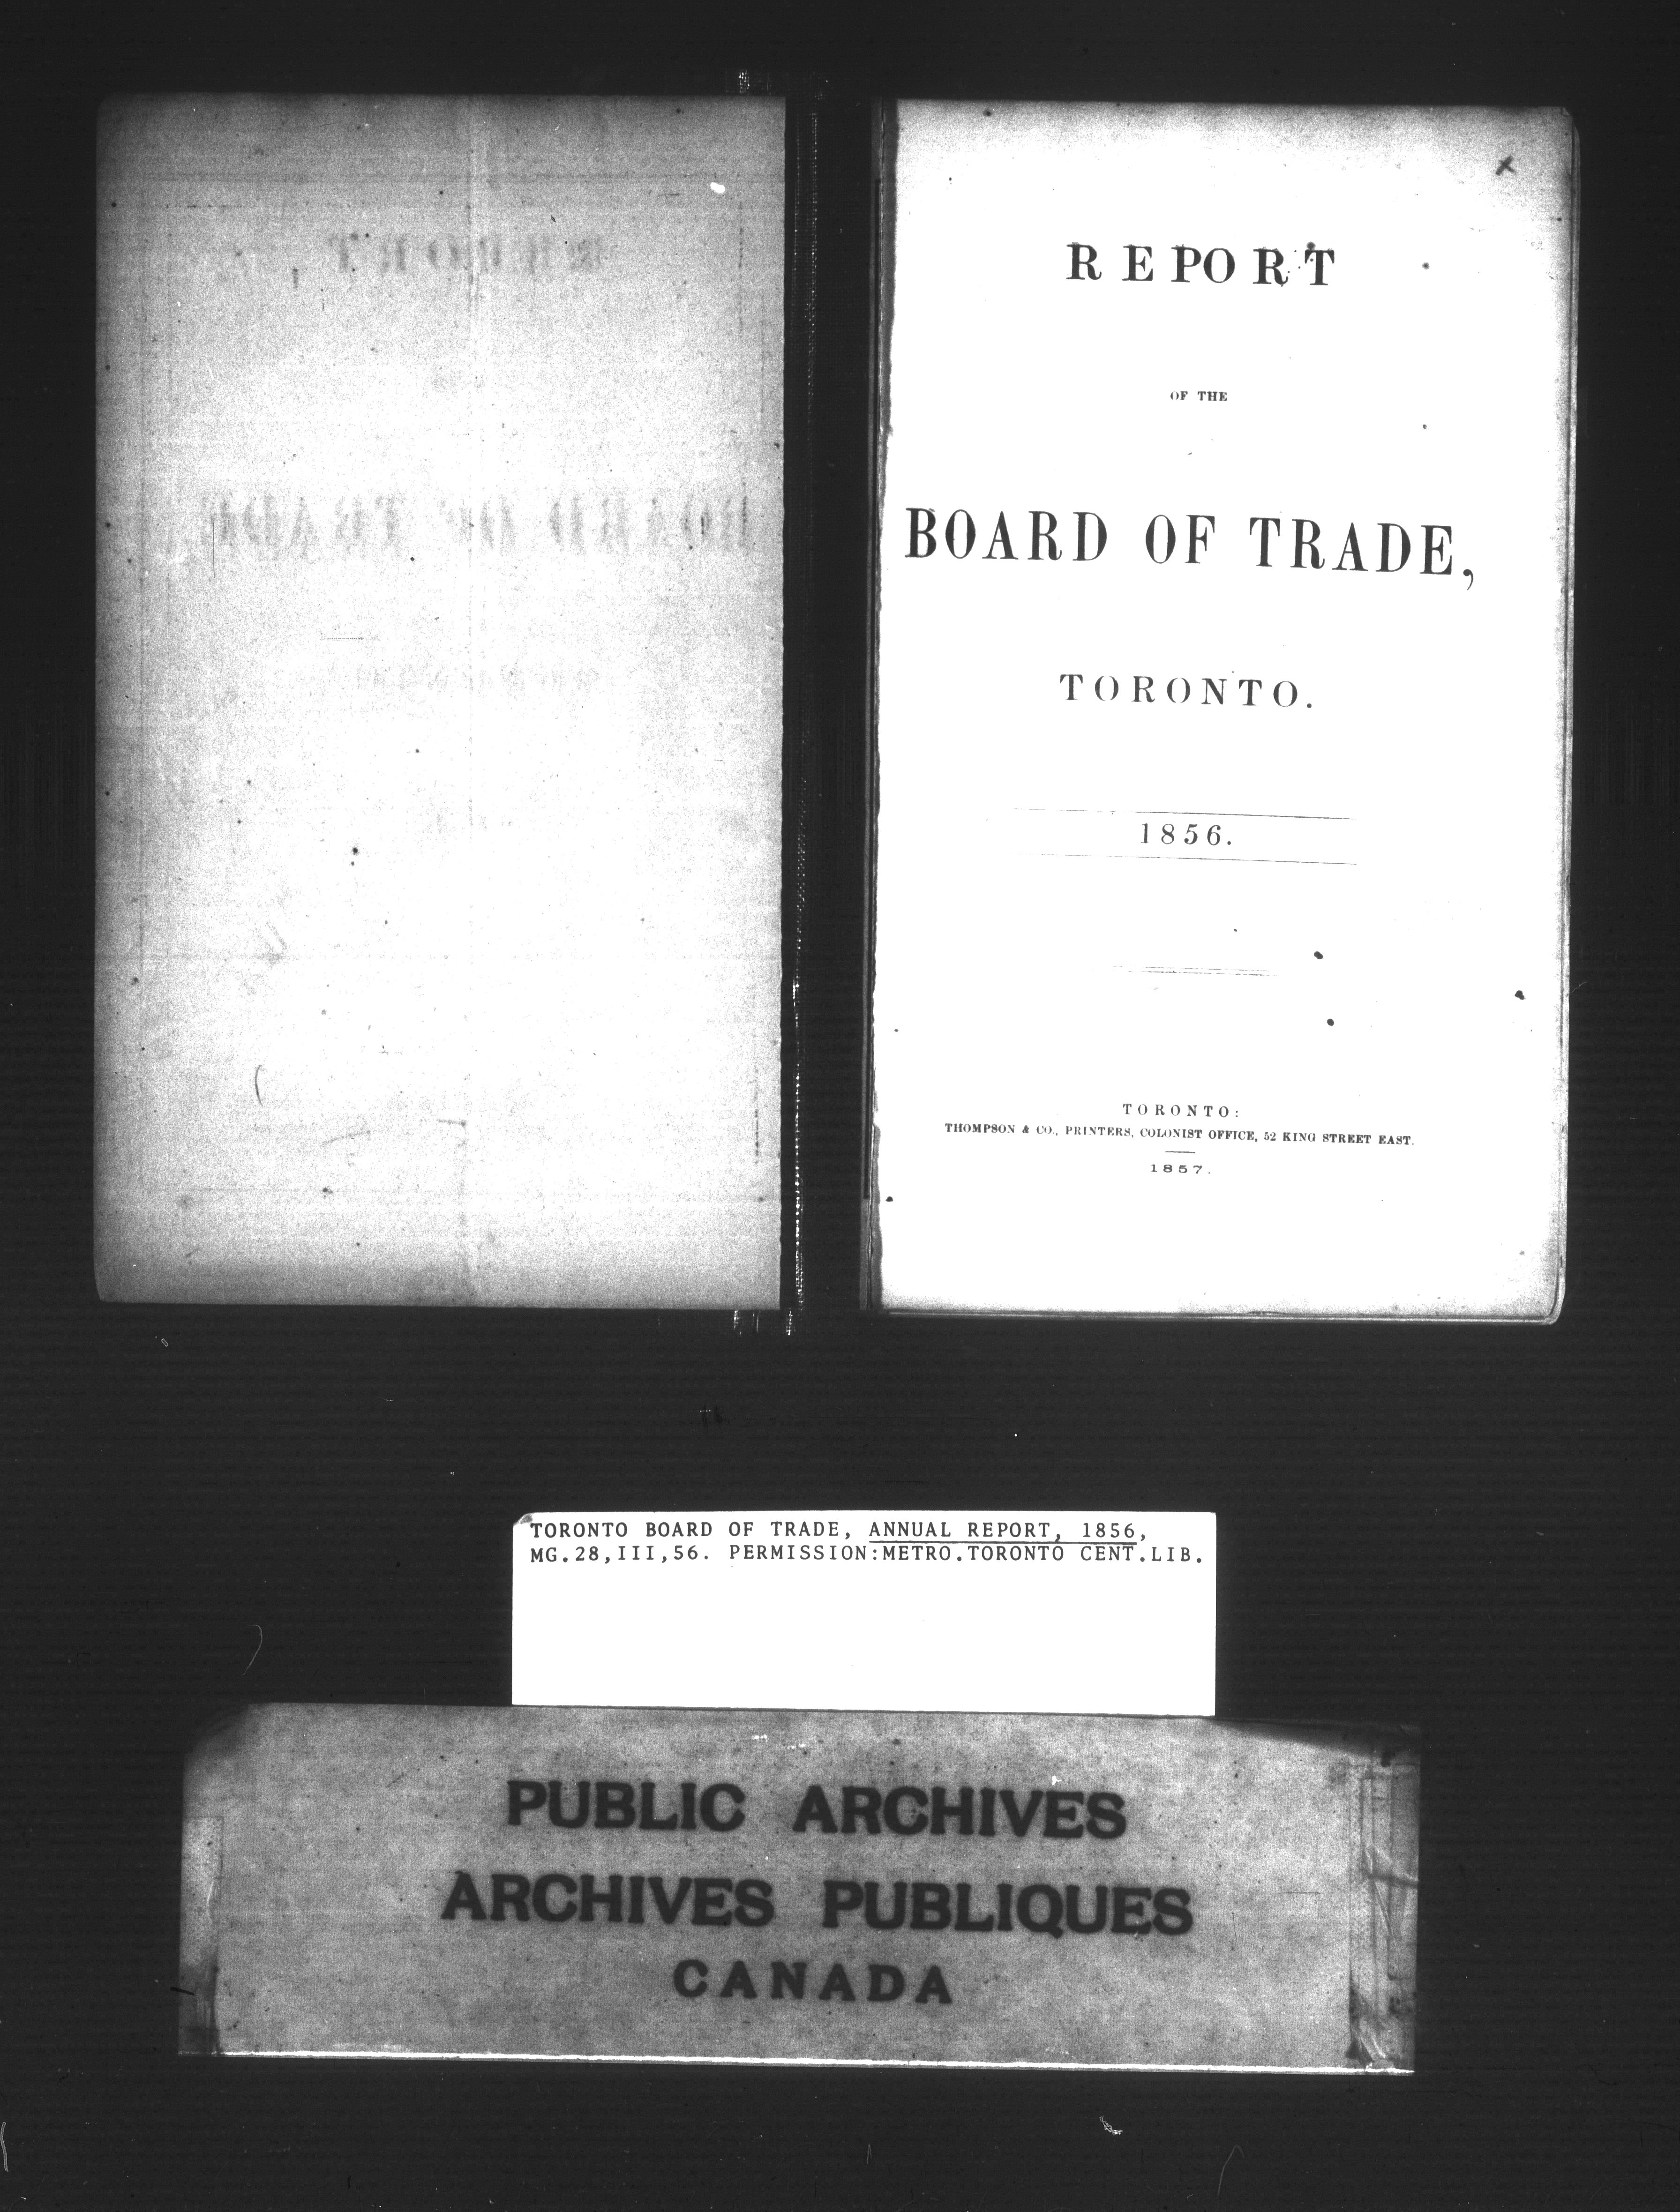 REPORT
OF THE
BOARD OF TRADE,
TORONTO.
1856.
TORONTO:
THOMPSON & CO., PRINTERS, COLONIST OFFICE, 52 KING STREET EAST.
1857.
TORONTO BOARD OF TRADE, ANNUAL REPORT, 1856,
MG.28,III,56. PERMISSION:METRO.TORONTO CENT.LIB.
PUBLIC ARCHIVES
ARCHIVES PUBLIQUES
CANADA